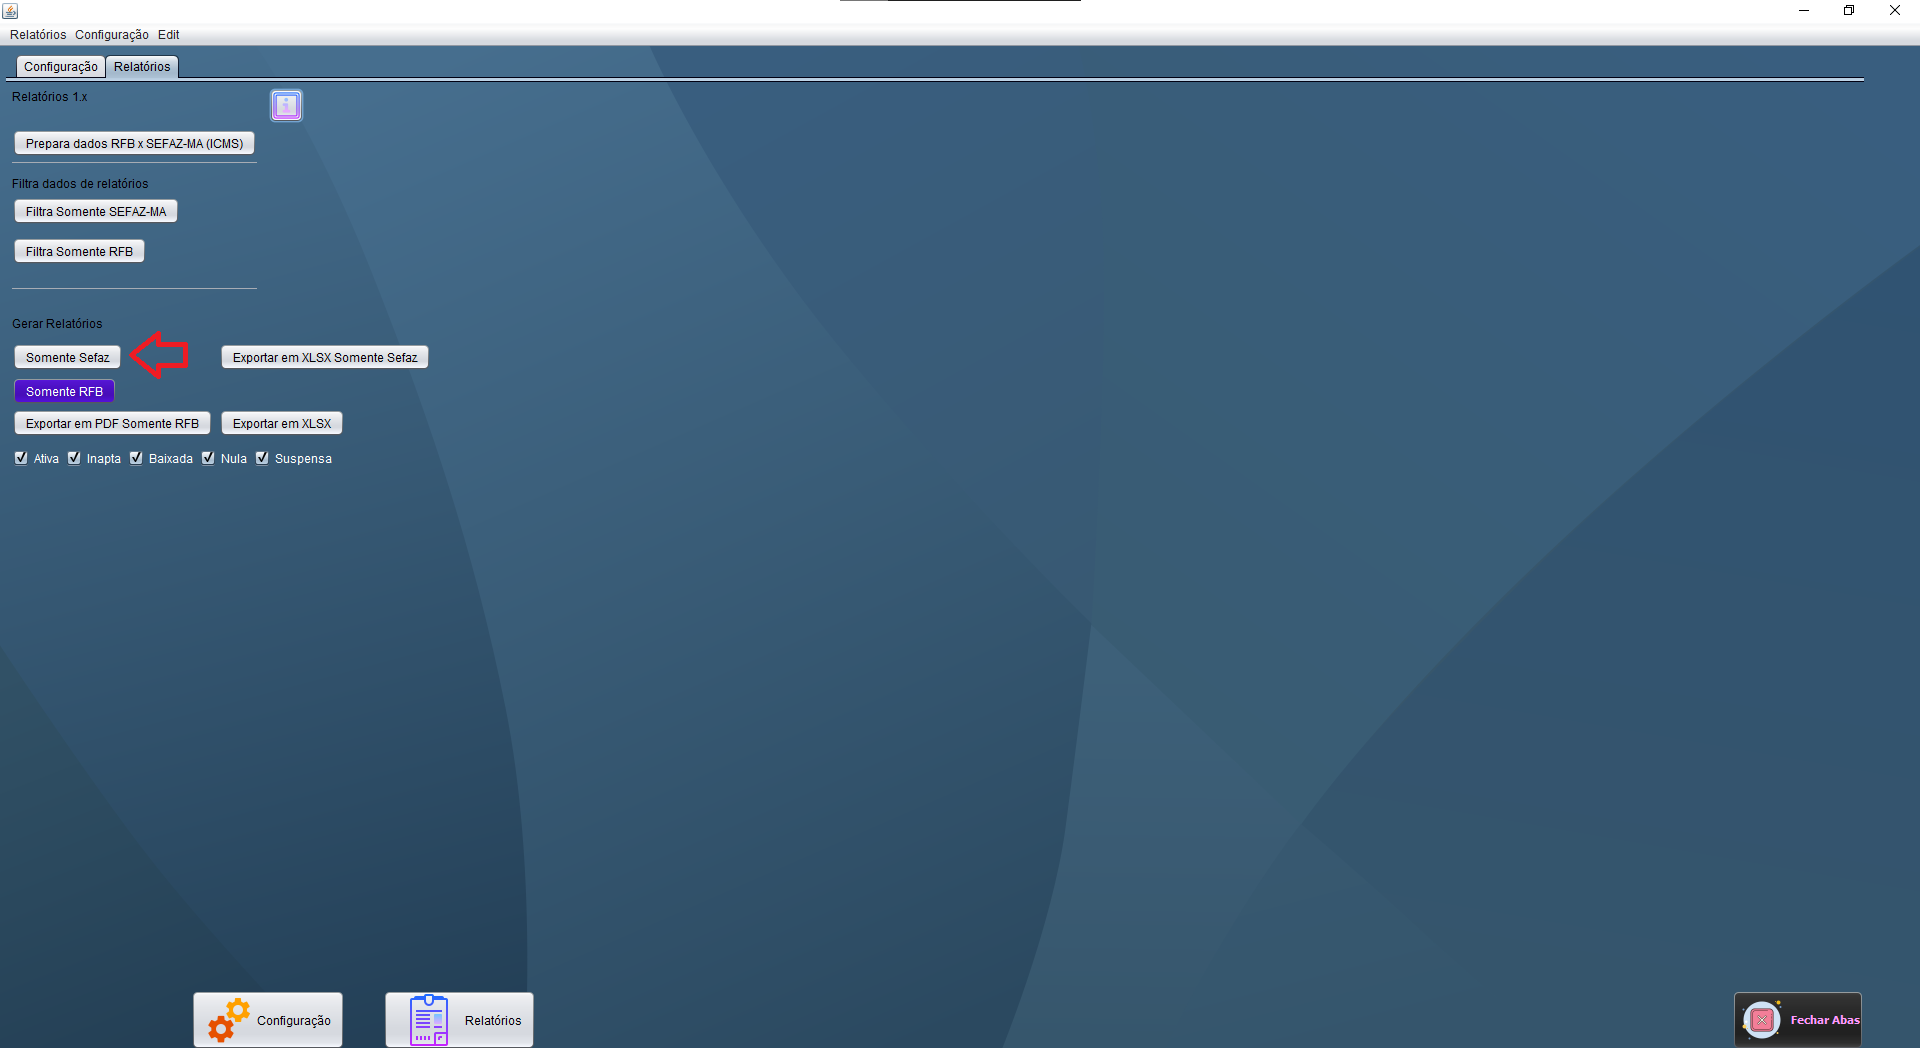 Relatórios Configuração Edit
Configuração Relatórios
Relatórios 1.x
Prepara dados RFB x SEFAZ-MA (ICMS)
Filtra dados de relatórios
Filtra Somente SEFAZ-MA
Filtra Somente RFB
Gerar Relatórios
Somente Sefaz Exportar em XLSX Somente Sefaz
Somente RFB
Exportar em PDF Somente RFB Exportar em XLSX
Ativa Inapta Baixada Nula Suspensa
Configuração Relatórios Fechar Abas